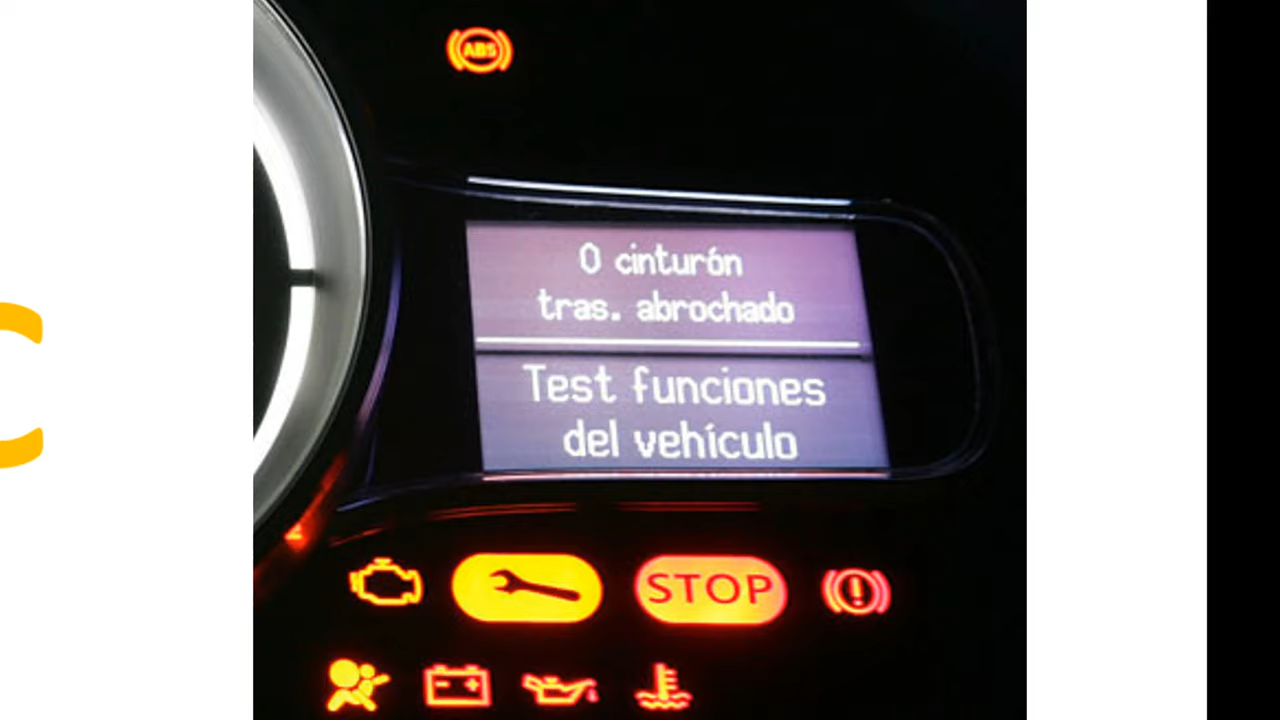 ABS
0 cinturón
tras. abrochado
Test funciones
del vehículo
STOP